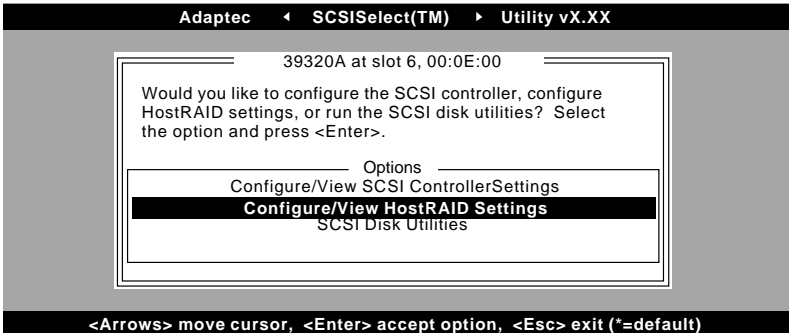 Adaptec ◄ SCSISelect(TM) ► Utility vX.XX
39320A at slot 6, 00:0E:00
Would you like to configure the SCSI controller, configure
HostRAID settings, or run the SCSI disk utilities? Select
the option and press <Enter>.
Options
Configure/View SCSI ControllerSettings
Configure/View HostRAID Settings
SCSI Disk Utilities
<Arrows> move cursor, <Enter> accept option, <Esc> exit (*=default)